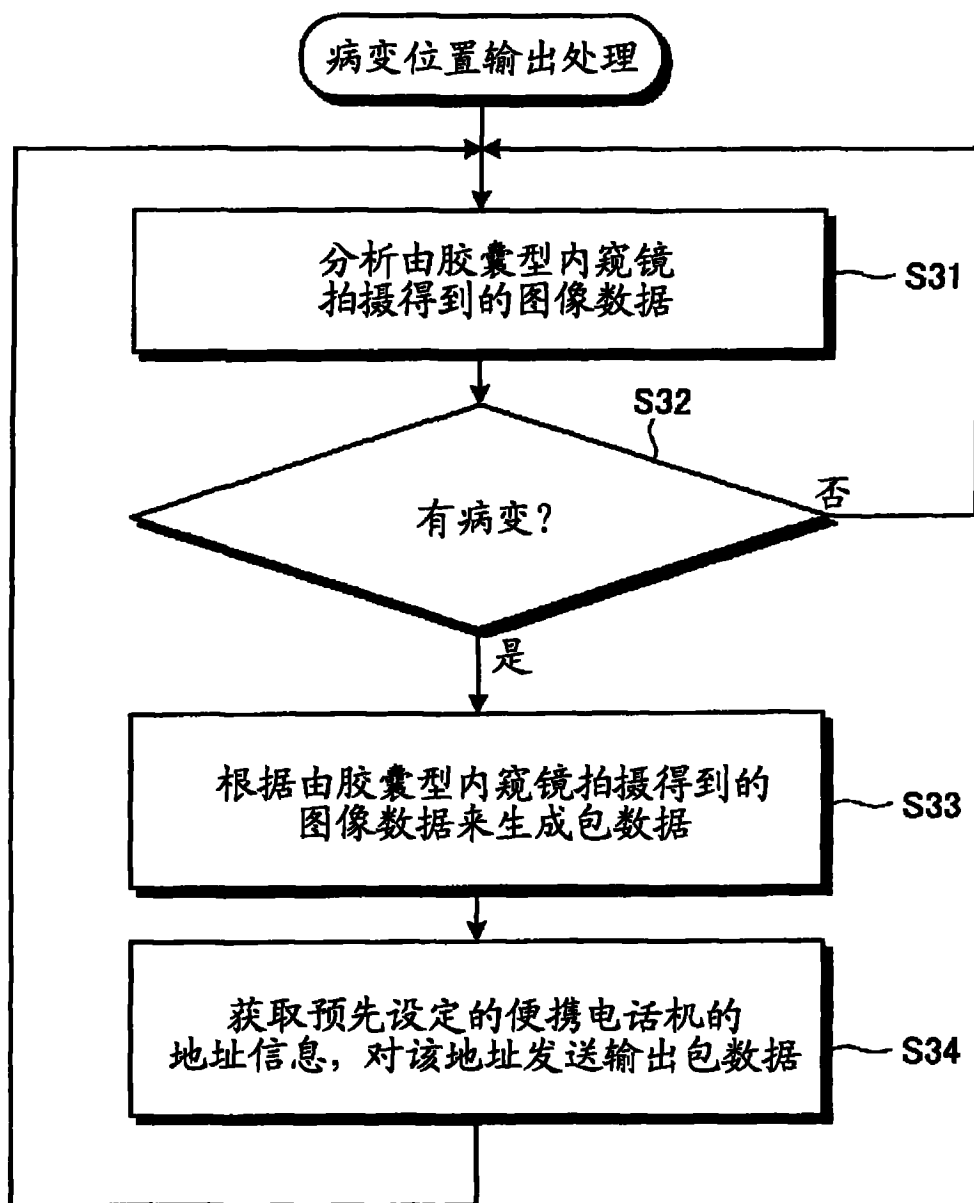 病变位置输出处理
分析由胶囊型内窥镜
拍摄得到的图像数据
S31
S32
有病变?
否
是
根据由胶囊型内窥镜拍摄得到的
图像数据来生成包数据
S33
获取预先设定的便携电话机的
地址信息，对该地址发送输出包数据
S34